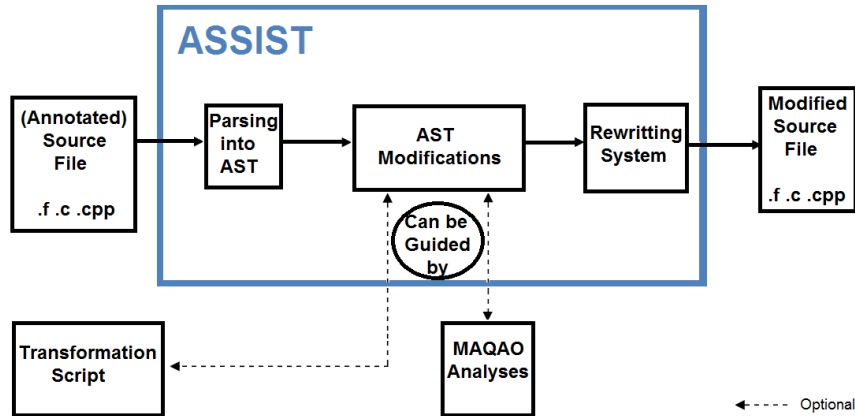 ASSIST
(Annotated)
Source
File
.f .c .cpp
Parsing
into
AST
AST
Modifications
Rewritting
System
Modified
Source
File
.f .c .cpp
Can be
Guided
by
Transformation
Script
MAQAO
Analyses
Optional